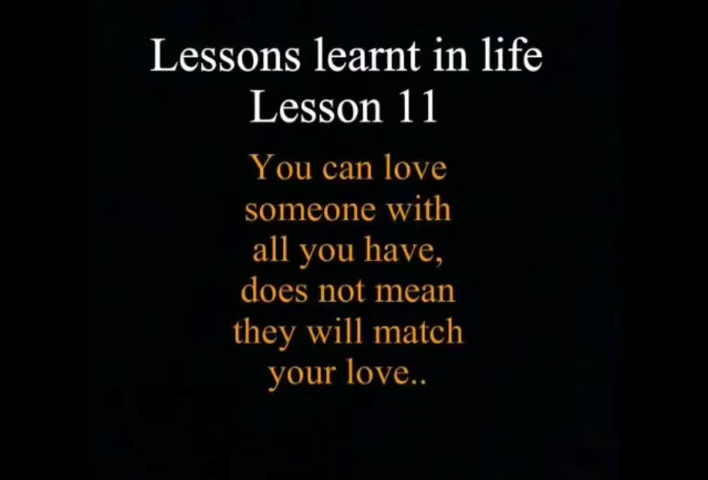 Lessons learnt in life
Lesson 11
You can love
someone with
all you have,
does not mean
they will match
your love..